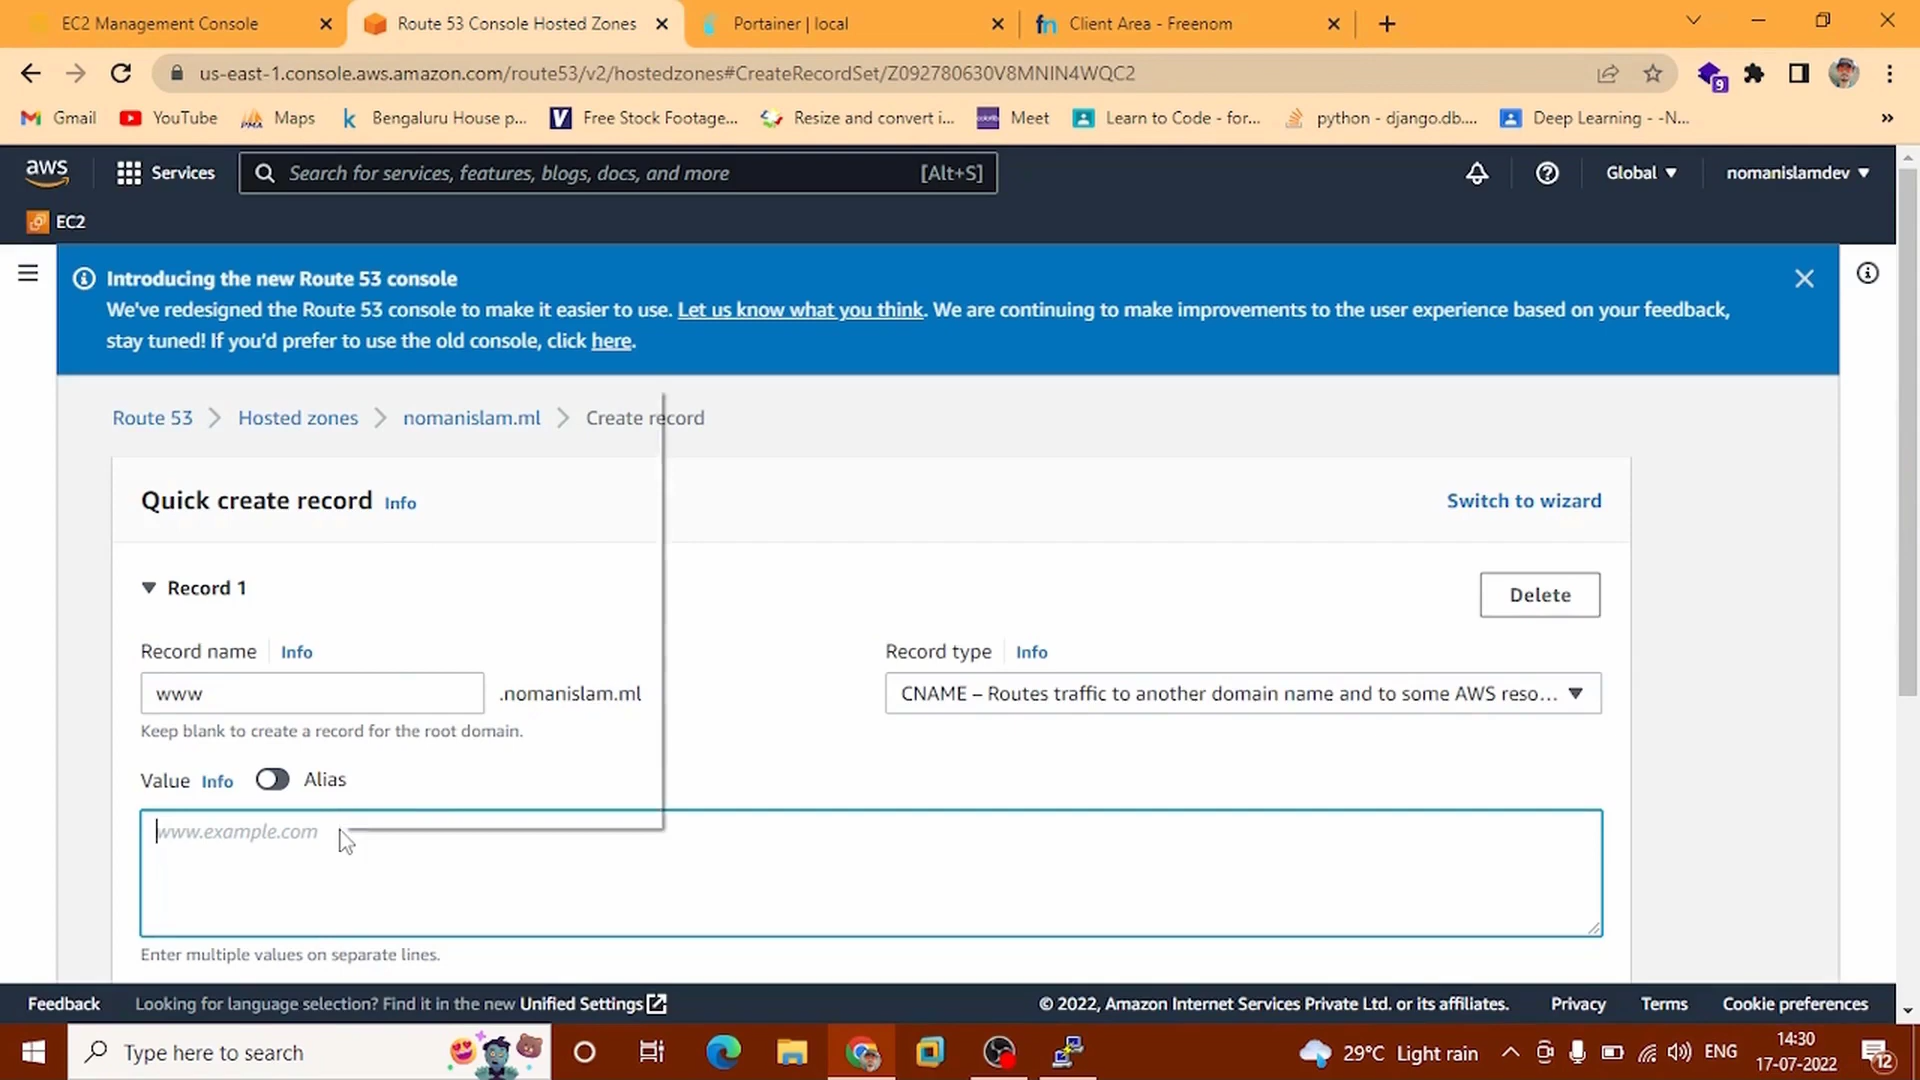 EC2 Management Console
Route 53 Console Hosted Zones
Portainer | local
fn Client Area - Freenom
us-east-1.console.aws.amazon.com/route53/v2/hostedzones#CreateRecordSet/Z092780630V8MNIN4WQC2
9
Gmail
YouTube
Maps
Bengaluru House p...
Free Stock Footage...
Resize and convert i...
Meet
Learn to Code - for...
python - django.db....
Deep Learning - -N...
»
aws
Services
Search for services, features, blogs, docs, and more
[Alt+S]
Global
nomanislamdev
EC2
Introducing the new Route 53 console
We've redesigned the Route 53 console to make it easier to use. Let us know what you think. We are continuing to make improvements to the user experience based on your feedback,
stay tuned! If you'd prefer to use the old console, click here.
Route 53
Hosted zones
nomanislam.ml
Create record
Quick create record Info
Switch to wizard
Record 1
Delete
Record name
Info
Record type
Info
www
.nomanislam.ml
CNAME – Routes traffic to another domain name and to some AWS reso...
Keep blank to create a record for the root domain.
Value Info
Alias
www.example.com
Enter multiple values on separate lines.
Feedback
Looking for language selection? Find it in the new Unified Settings
© 2022, Amazon Internet Services Private Ltd. or its affiliates.
Privacy
Terms
Cookie preferences
Type here to search
29°C Light rain
ENG
14:30
17-07-2022
12